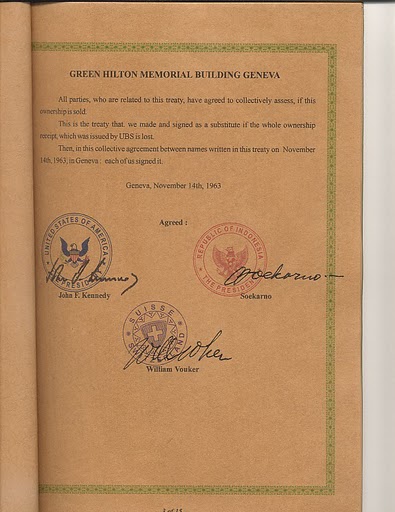 GREEN HILTON MEMORIAL BUILDING GENEVA
All parties, who are related to this treaty, have agreed to collectively assess, if this
ownership is sold.
This is the treaty that we made and signed as a substitute if the whole ownership
receipt, which was issued by UBS is lost.
Then, in this collective agreement between names written in this treaty on November
14th, 1963, in Geneva : each of us signed it.
Geneva, November 14th, 1963
Agreed :
UNITED STATES OF AMERICA
PRESIDENT
REPUBLIC OF INDONESIA
THE PRESIDENT
Soekarno
John F. Kennedy
Soekarno
SUISSE
William Vouker